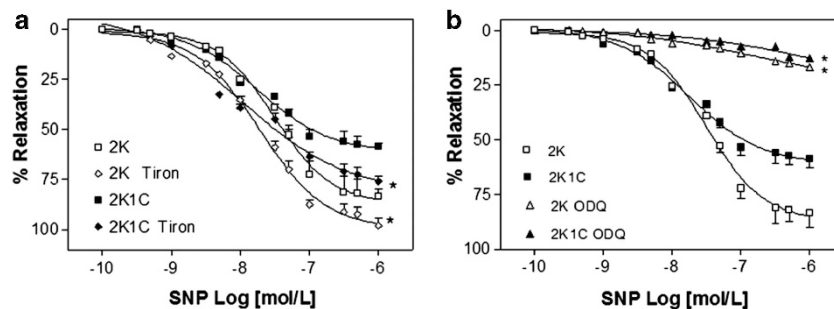 a
% Relaxation
0
25
50
75
100
2K
2K Tiron
2K1C
2K1C Tiron
*
*
-10
-9
-8
-7
-6
SNP Log [mol/L]
b
% Relaxation
0
25
50
75
100
2K
2K1C
2K ODQ
2K1C ODQ
*
*
-10
-9
-8
-7
-6
SNP Log [mol/L]